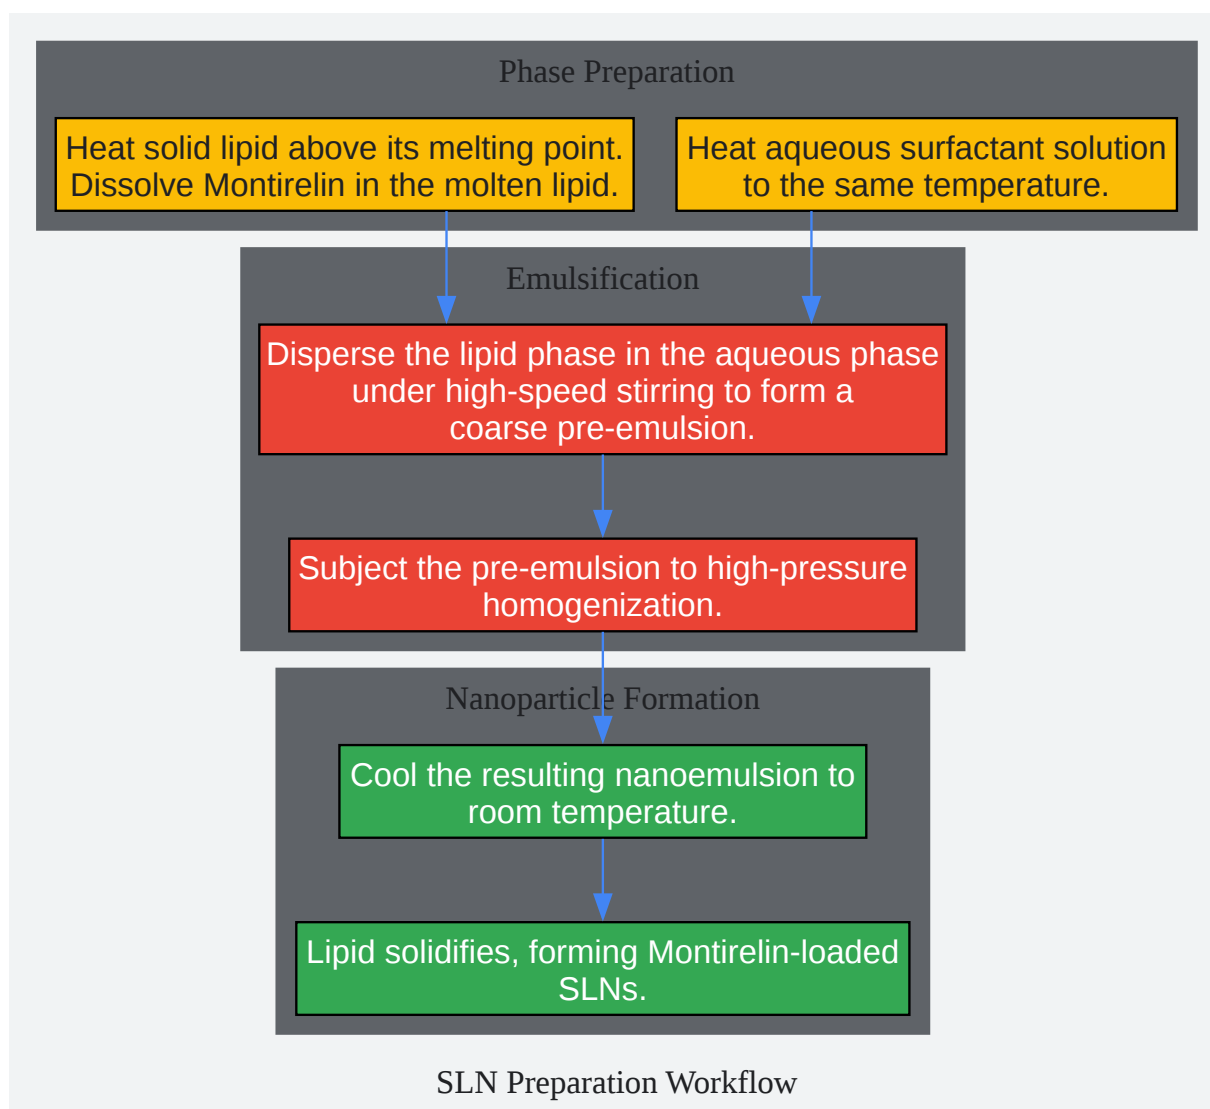 Phase Preparation
Heat solid lipid above its melting point.
Dissolve Montirelin in the molten lipid.
Heat aqueous surfactant solution
to the same temperature.
Emulsification
Disperse the lipid phase in the aqueous phase
under high-speed stirring to form a
coarse pre-emulsion.
Subject the pre-emulsion to high-pressure
homogenization.
Nanoparticle Formation
Cool the resulting nanoemulsion to
room temperature.
Lipid solidifies, forming Montirelin-loaded
SLNs.
SLN Preparation Workflow